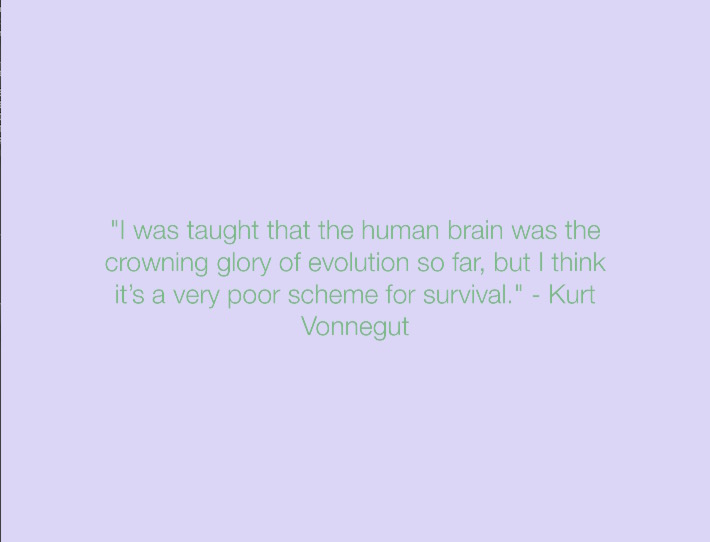 "I was taught that the human brain was the
crowning glory of evolution so far, but I think
it’s a very poor scheme for survival." - Kurt
Vonnegut